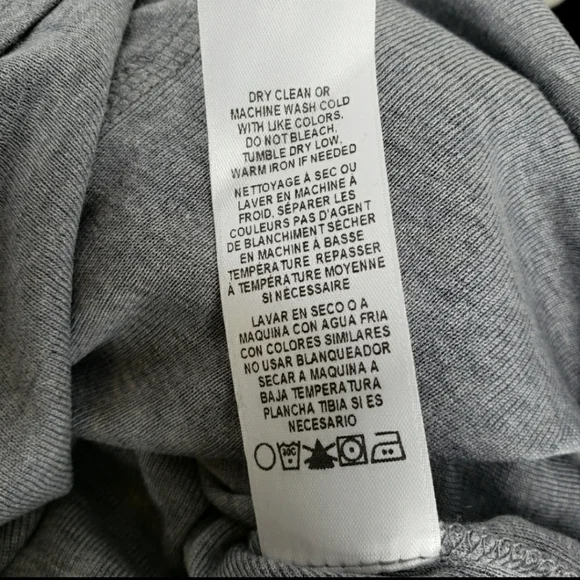 DRY CLEAN OR
MACHINE WASH COLD
WITH LIKE COLORS.
DO NOT BLEACH.
TUMBLE DRY LOW.
WARM IRON IF NEEDED
NETTOYAGE À SEC OU
LAVER EN MACHINE À
FROID, SÉPARER LES
COULEURS PAS D'AGENT
DE BLANCHIMENT SÉCHER
EN MACHINE À BASSE
TEMPÉRATURE REPASSER
À TEMPÉRATURE MOYENNE
SI NÉCESSAIRE
LAVAR EN SECO O A
MAQUINA CON AGUA FRIA
CON COLORES SIMILARES
NO USAR BLANQUEADOR
SECAR A MAQUINA A
BAJA TEMPERATURA
PLANCHA TIBIA SI ES
NECESARIO
30C